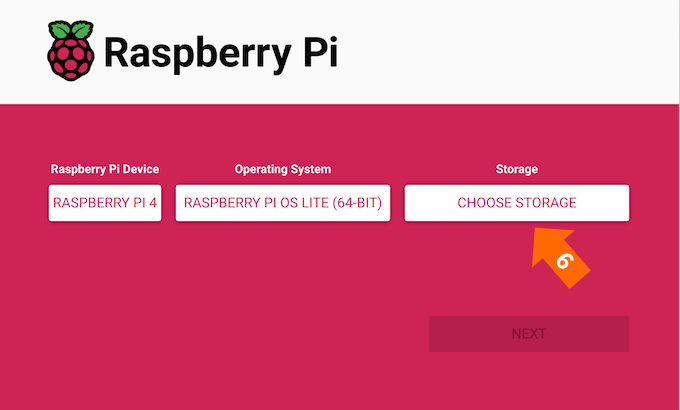 Raspberry Pi
Raspberry Pi Device
Operating System
Storage
RASPBERRY PI 4
RASPBERRY PI OS LITE (64-BIT)
CHOOSE STORAGE
6
NEXT